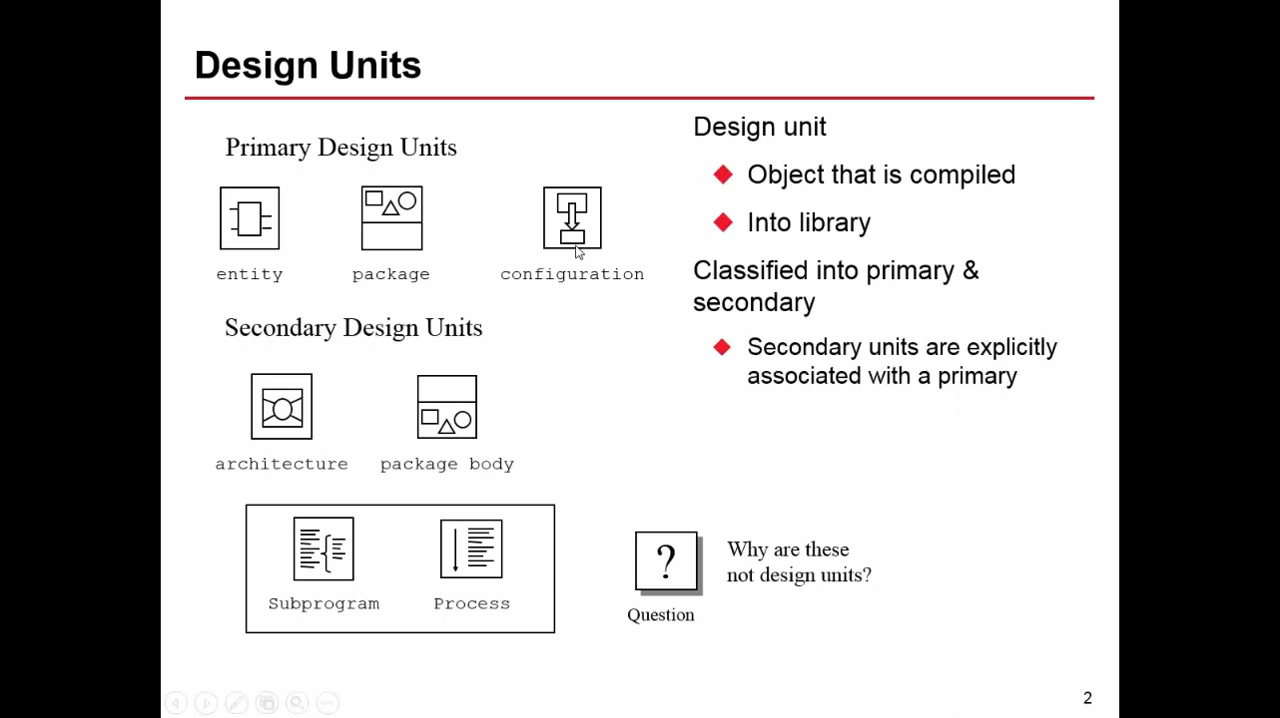 Design Units
Primary Design Units
entity
package
configuration
Secondary Design Units
architecture
package body
Subprogram
Process
?
Question
Why are these
not design units?
Design unit
Object that is compiled
Into library
Classified into primary &
secondary
Secondary units are explicitly
associated with a primary
2